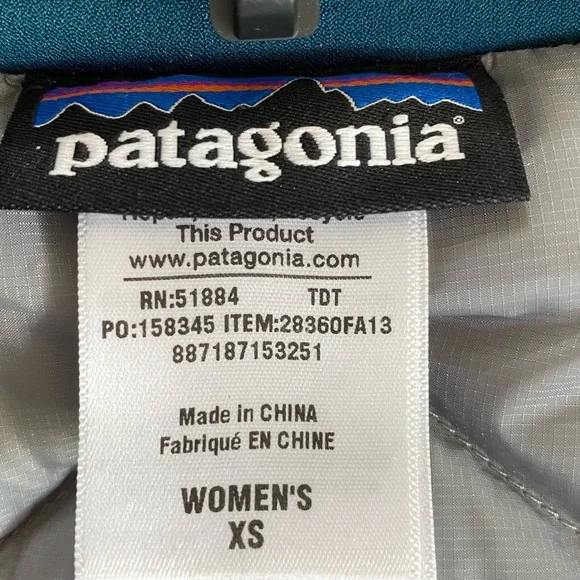 patagonia®
This Product
www.patagonia.com
RN:51884 TDT
PO:158345 ITEM:28360FA13
887187153251
Made in CHINA
Fabriqué EN CHINE
WOMEN'S
XS